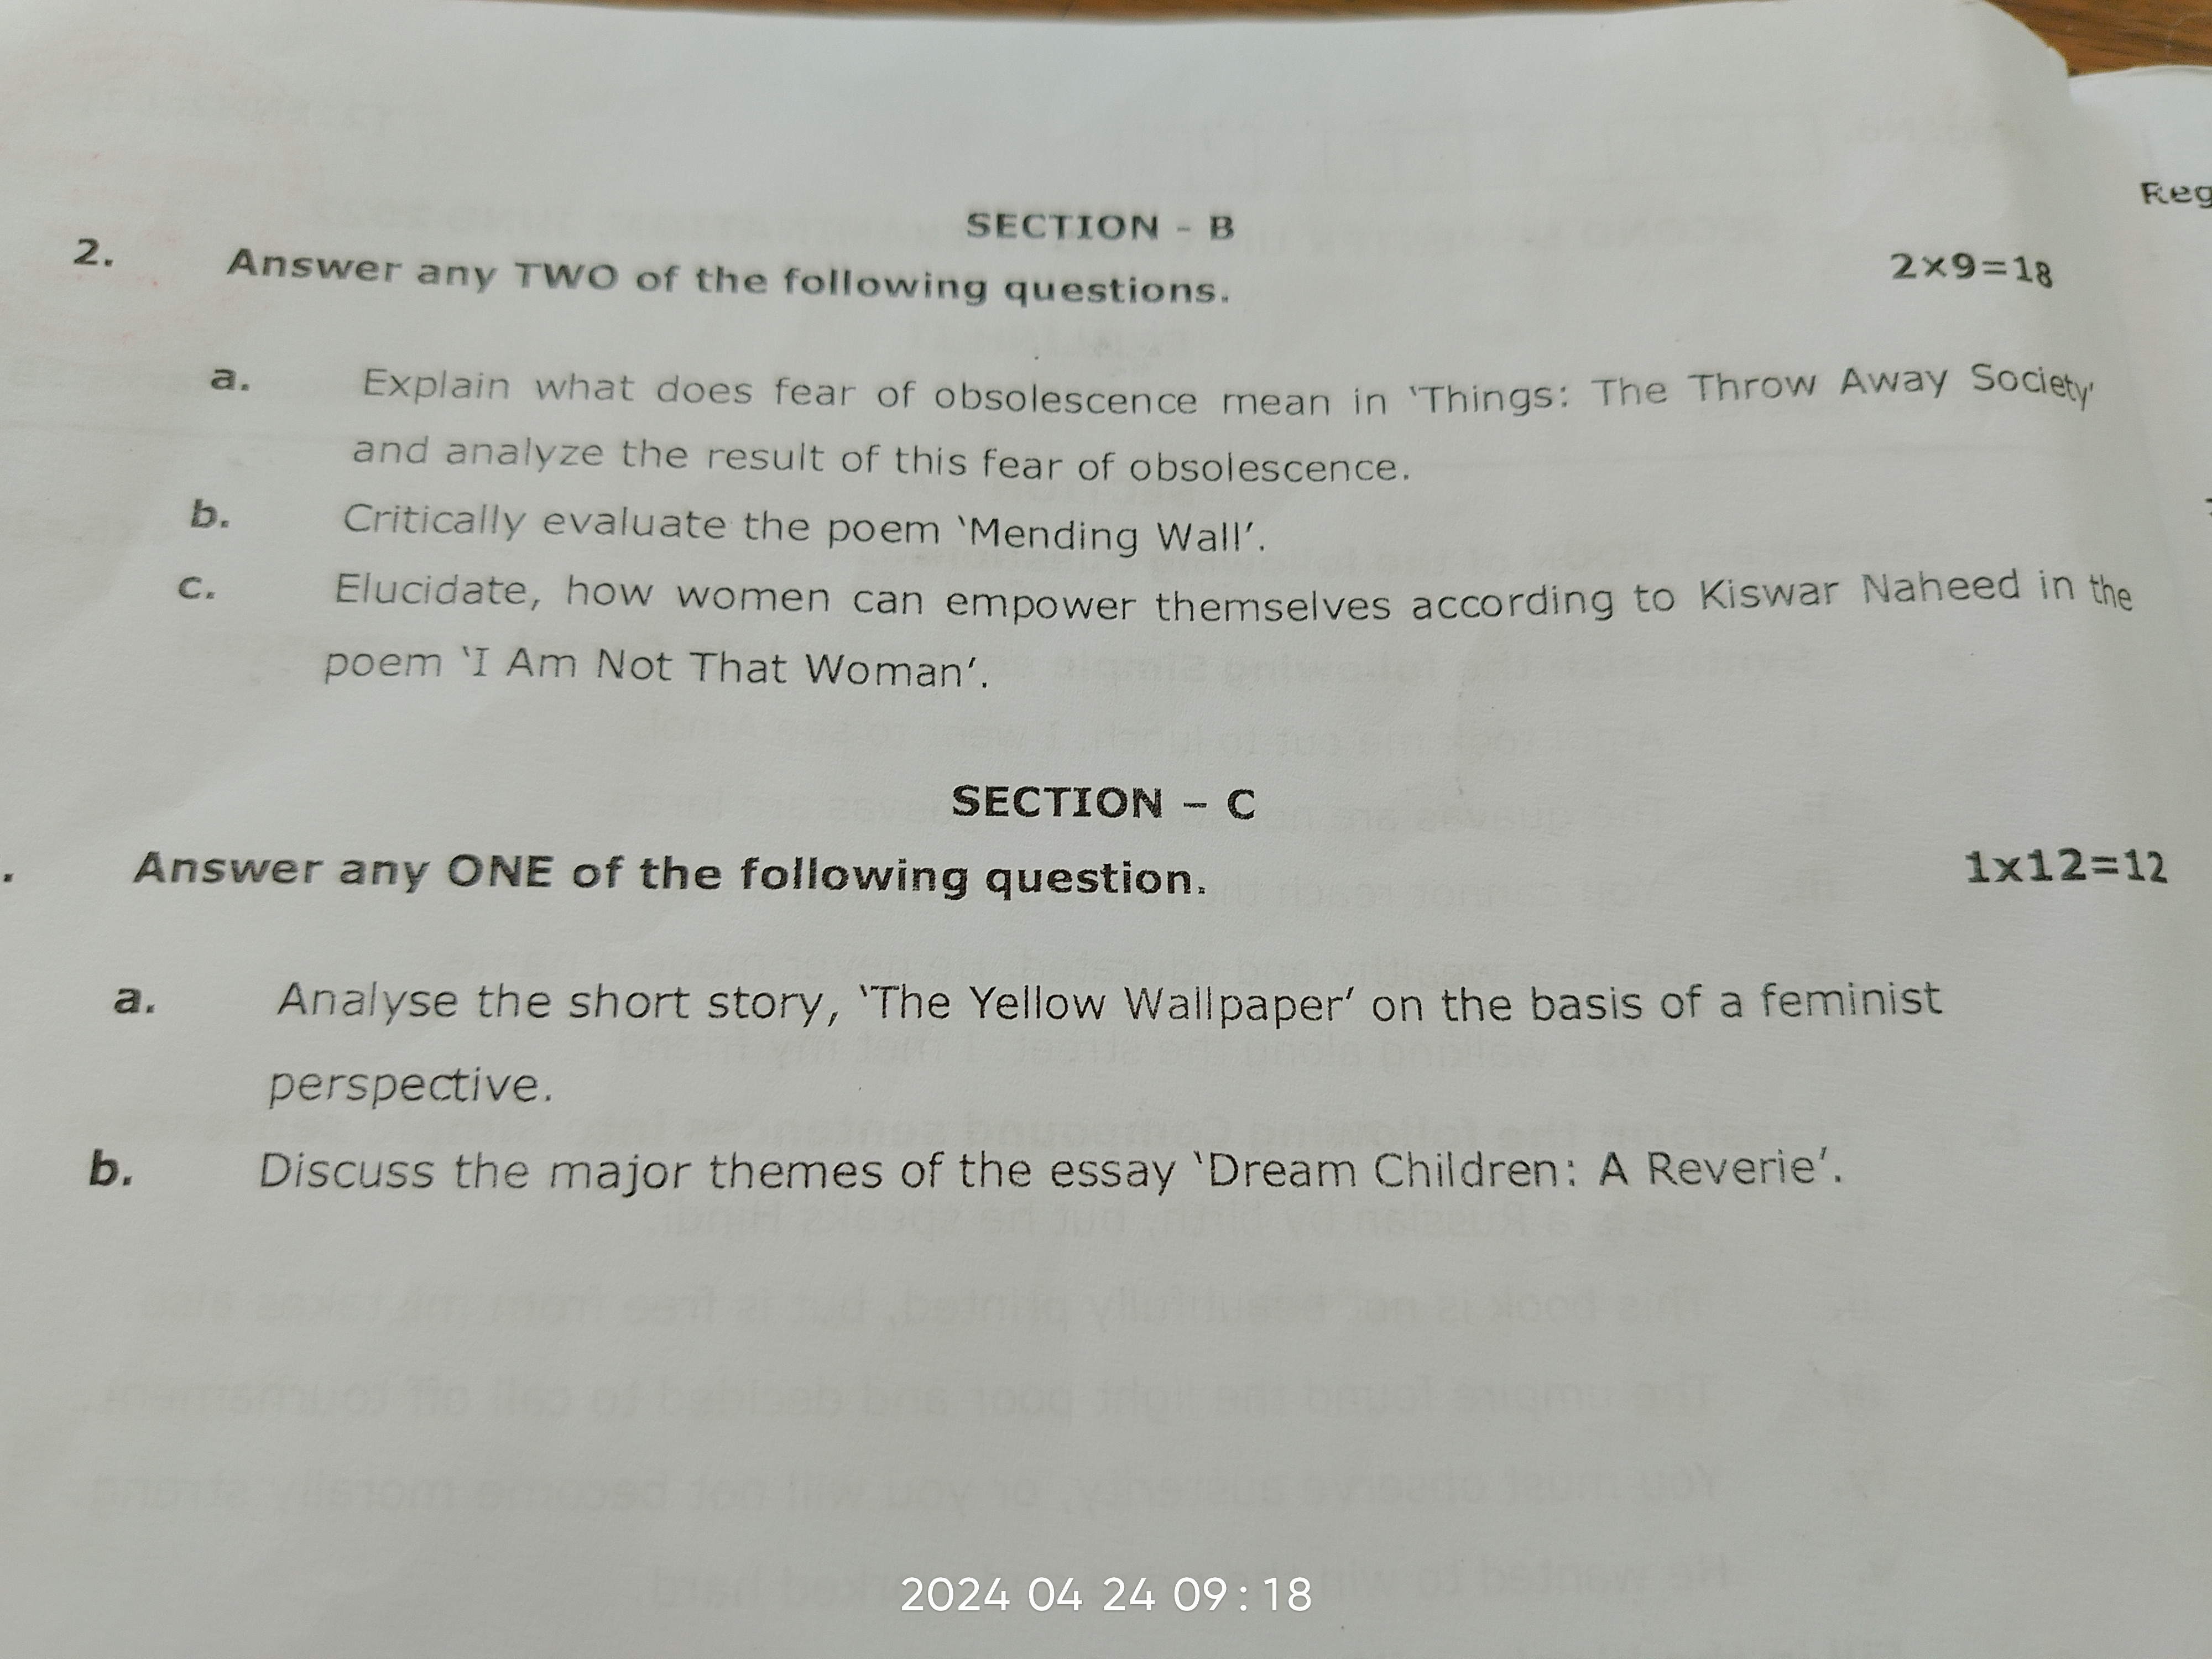 Reg
SECTION - B
2. Answer any TWO of the following questions. 2×9=18
a. Explain what does fear of obsolescence mean in ‘Things: The Throw Away Society’
and analyze the result of this fear of obsolescence.
b. Critically evaluate the poem ‘Mending Wall’.
c. Elucidate, how women can empower themselves according to Kiswar Naheed in the
poem ‘I Am Not That Woman’.
SECTION – C
. Answer any ONE of the following question. 1x12=12
a. Analyse the short story, ‘The Yellow Wallpaper’ on the basis of a feminist
perspective.
b. Discuss the major themes of the essay ‘Dream Children: A Reverie’.
2024 04 24 09:18